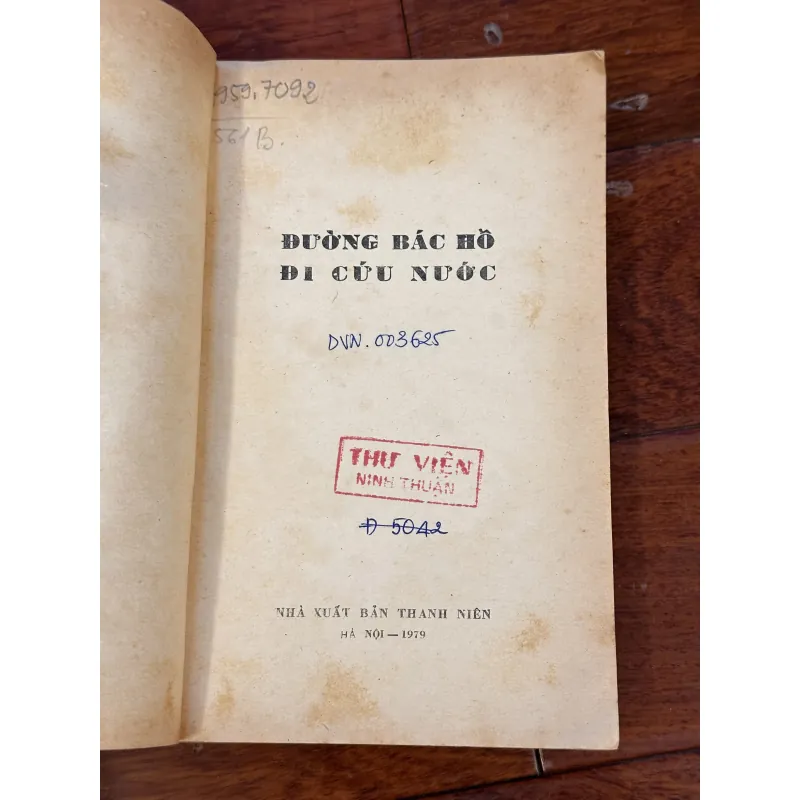 959.7092
561B.
ĐƯỜNG BÁC HỒ
ĐI CỨU NƯỚC
DVN.003625
THƯ VIỆN
NINH THUẬN
Đ 5042
NHÀ XUẤT BẢN THANH NIÊN
HÀ NỘI — 1979